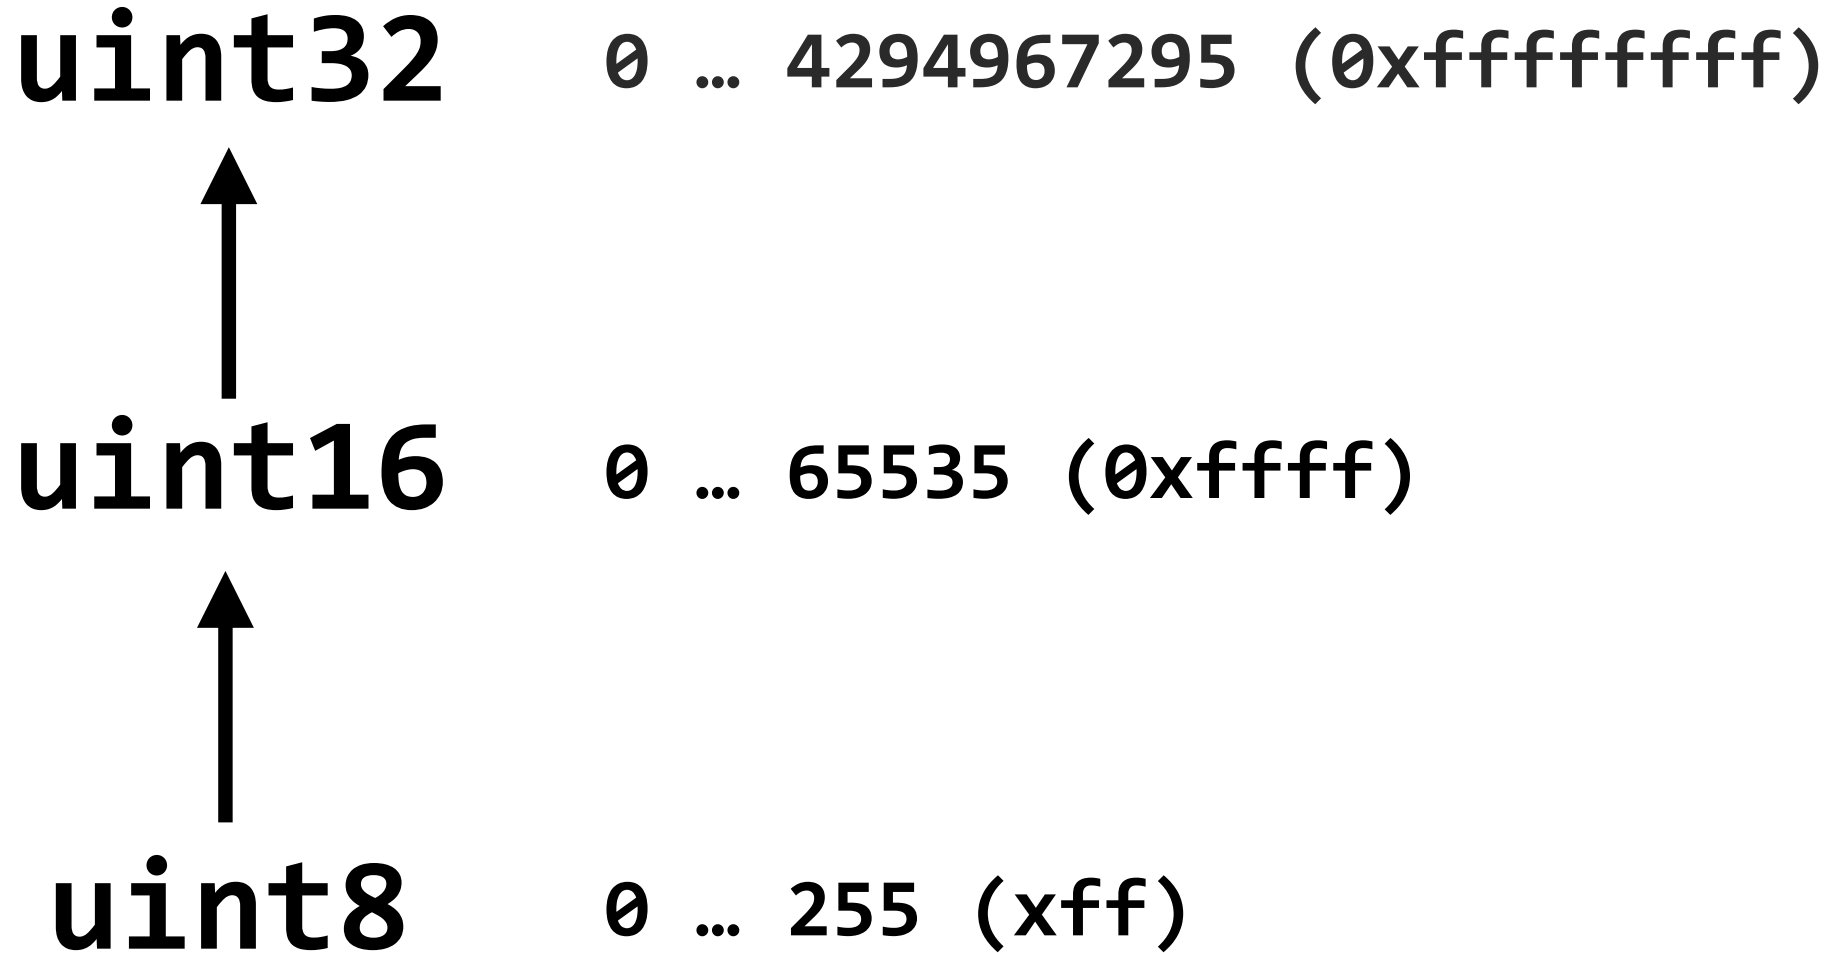 uint32 0 … 4294967295 (0xffffffff)
uint16 0 … 65535 (0xffff)
uint8 0 … 255 (xff)